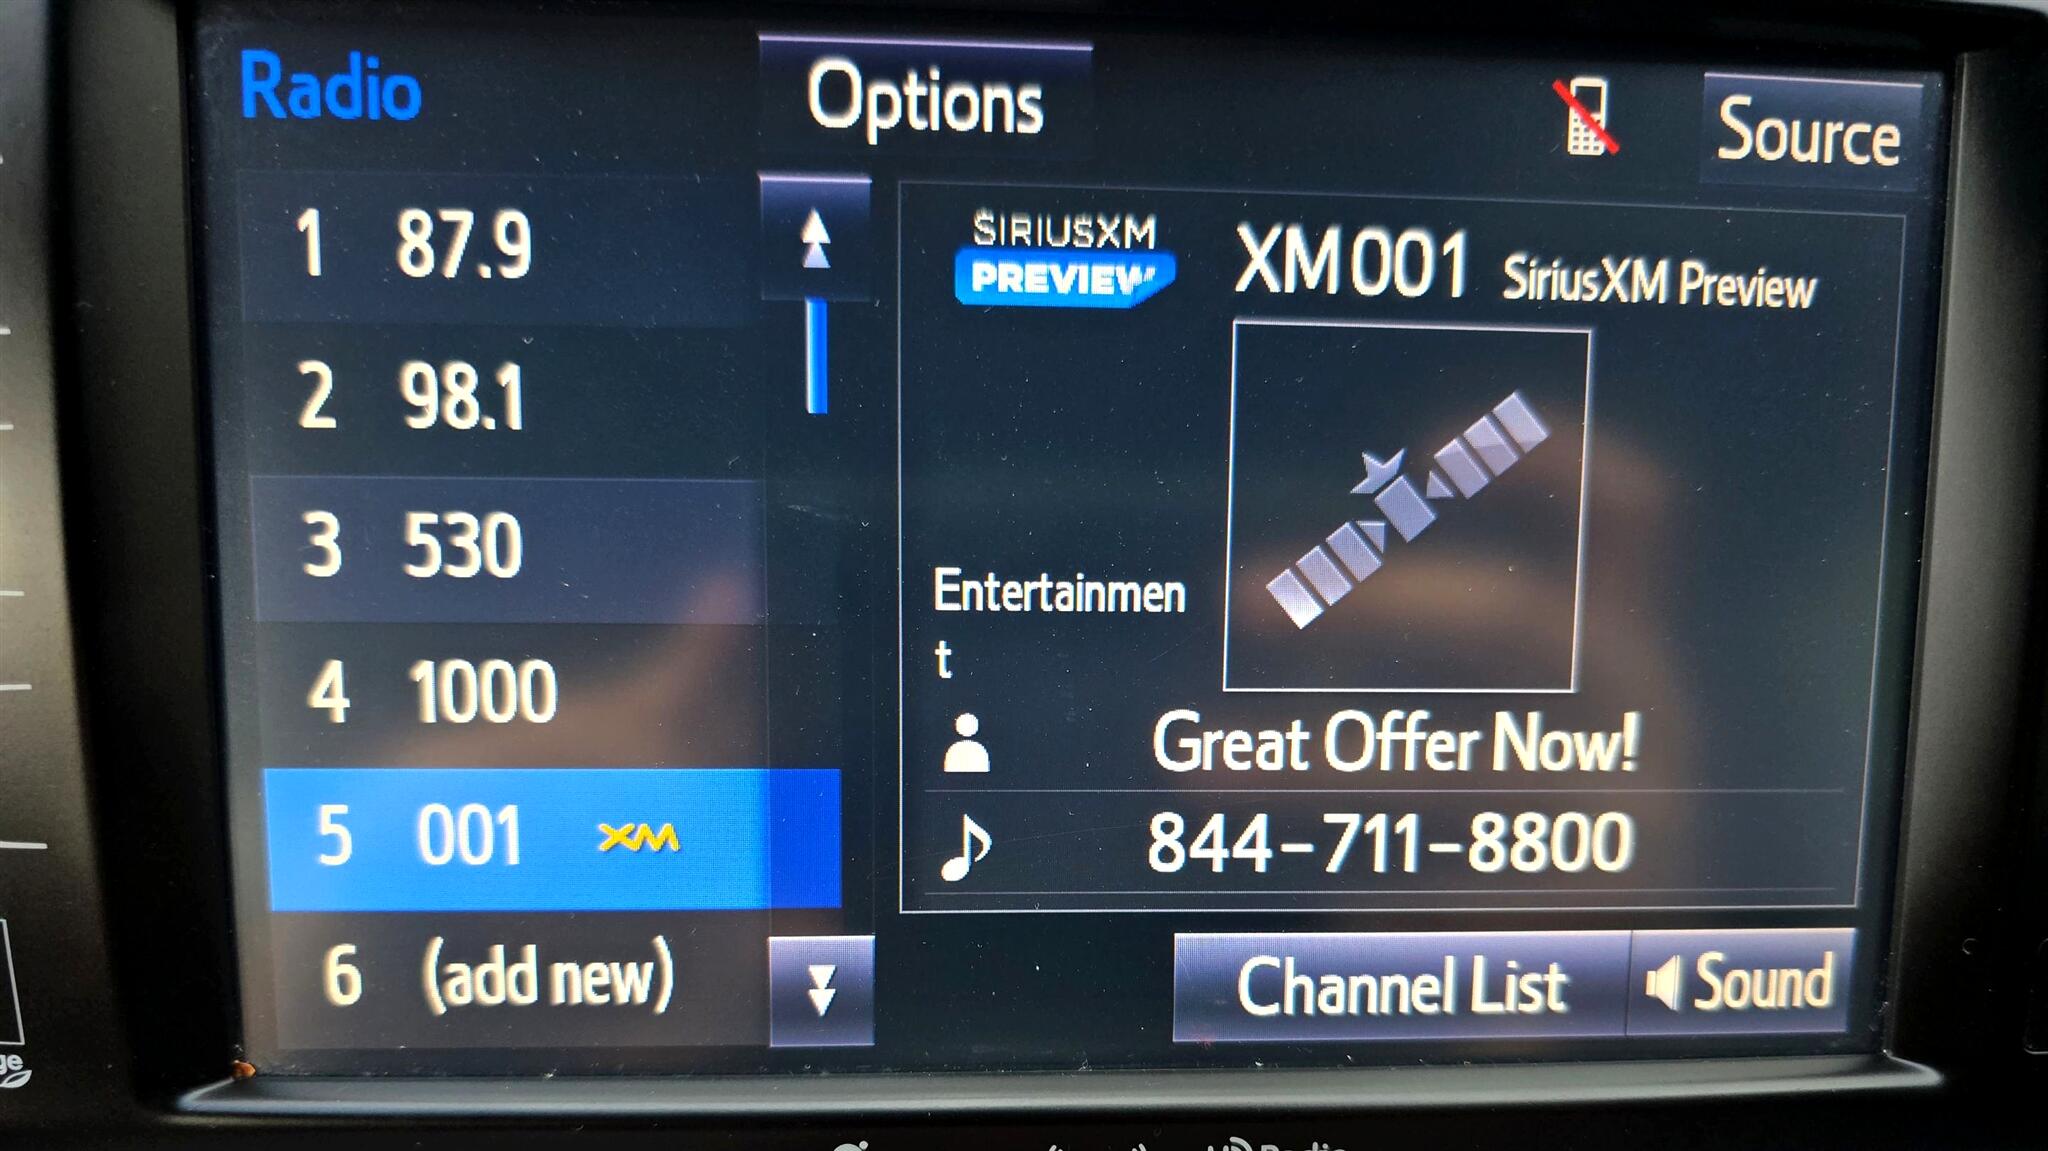 Radio
Options
Source
1 87.9
2 98.1
3 530
4 1000
5 001 XM
6 (add new)
SIRIUSXM
PREVIEW
XM001 SiriusXM Preview
Entertainmen
t
Great Offer Now!
844-711-8800
Channel List
Sound